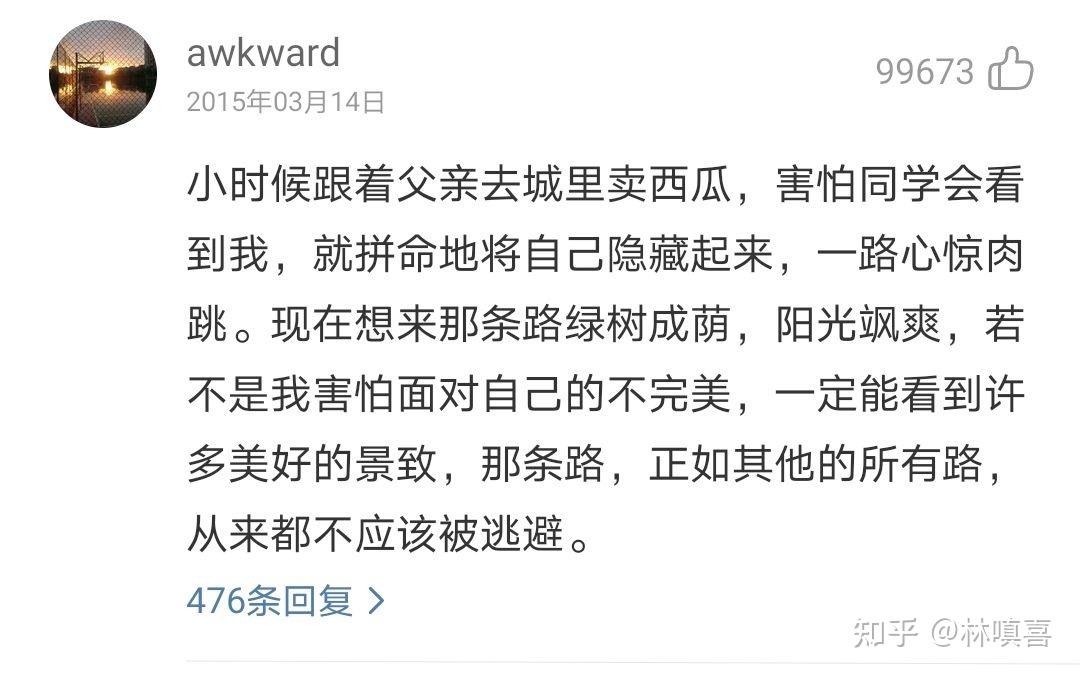 awkward
99673
2015年03月14日
小时候跟着父亲去城里卖西瓜，害怕同学会看
到我，就拼命地将自己隐藏起来，一路心惊肉
跳。现在想来那条路绿树成荫，阳光飒爽，若
不是我害怕面对自己的不完美，一定能看到许
多美好的景致，那条路，正如其他的所有路，
从来都不应该被逃避。
476条回复 >
知乎 @林嗔喜